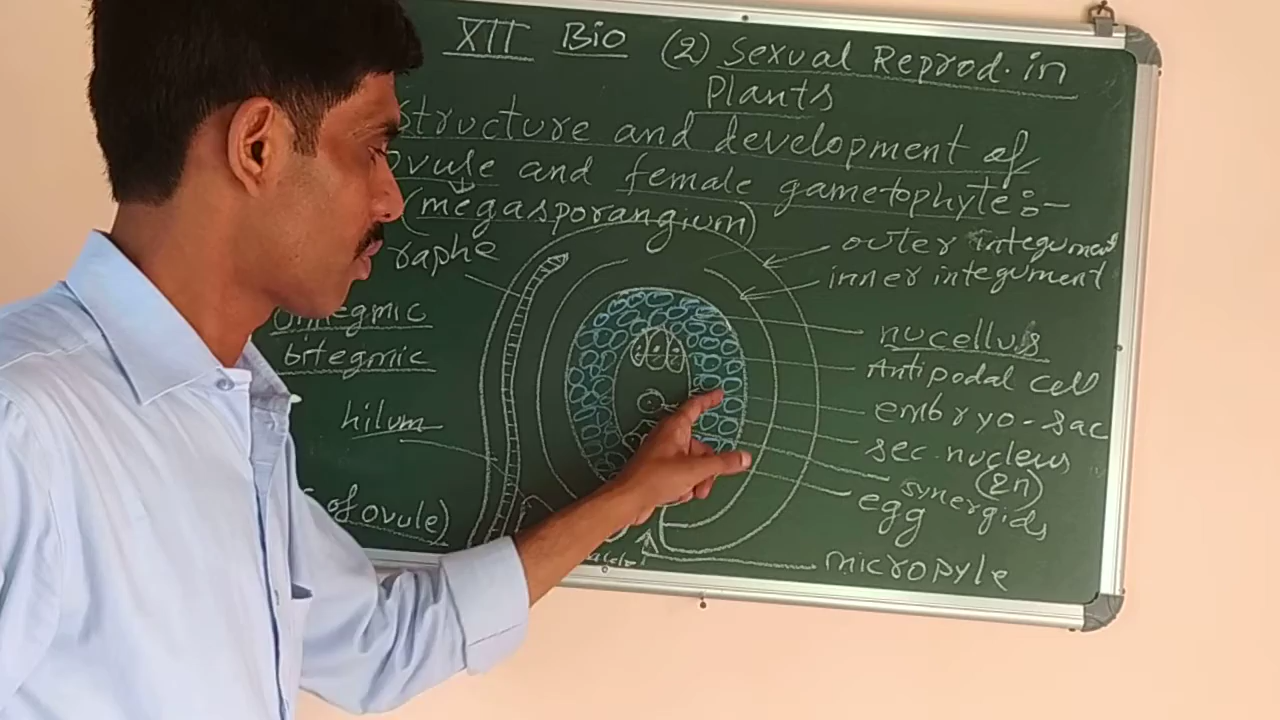 XII Bio (2) Sexual Reprod. in
Plants
Structure and development of
ovule and female gametophyte:-
(megasporangium)
raphe
outer integument
inner integument
Unitegmic
bitegmic
nucellus
Antipodal cell
embryo-sac
hilum
sec. nucleus
(2n)
synergids
egg
of ovule)
micropyle